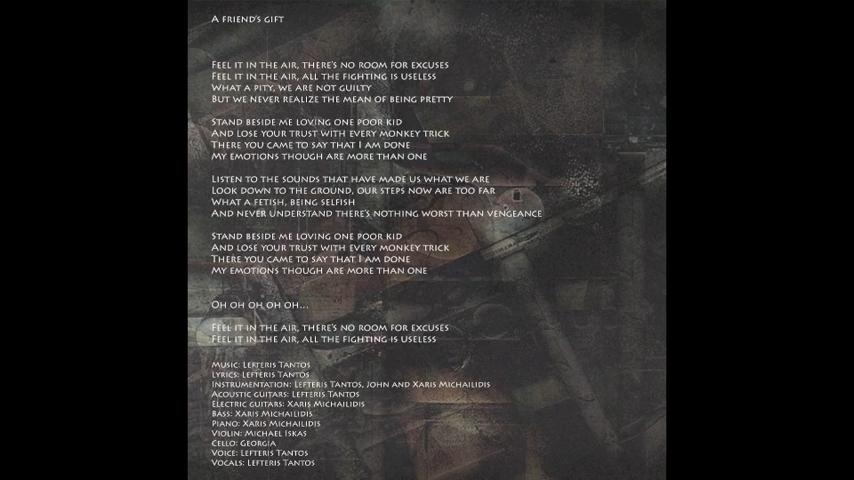 A friend's gift
Feel it in the air, there's no room for excuses
Feel it in the air, all the fighting is useless
What a pity, we are not guilty
But we never realize the mean of being pretty
Stand beside me loving one poor kid
And lose your trust with every monkey trick
There you came to say that I am done
My emotions though are more than one
Listen to the sounds that have made us what we are
Look down to the ground, our steps now are too far
What a fetish, being selfish
And never understand there's nothing worst than vengeance
Stand beside me loving one poor kid
And lose your trust with every monkey trick
There you came to say that I am done
My emotions though are more than one
Oh oh oh oh oh...
Feel it in the air, there's no room for excuses
Feel it in the air, all the fighting is useless
Music: Lefteris Tantos
Lyrics: Lefteris Tantos
Instrumentation: Lefteris Tantos, John and Xaris Michailidis
Acoustic guitars: Lefteris Tantos
Electric guitars: Xaris Michailidis
Bass: Xaris Michailidis
Piano: Xaris Michailidis
Violin: Michael Iskas
Cello: Georgia
Voice: Lefteris Tantos
Vocals: Lefteris Tantos